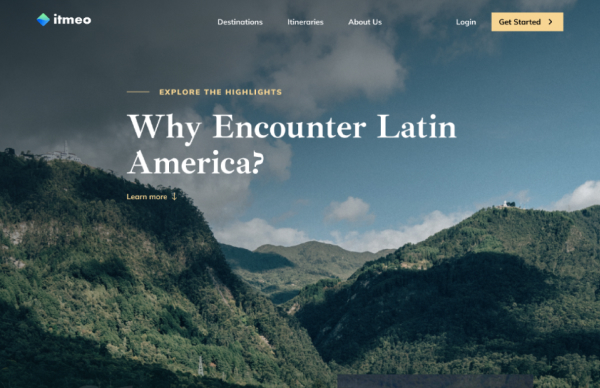 itmeo
Destinations
Itineraries
About Us
Login
Get Started
EXPLORE THE HIGHLIGHTS
Why Encounter Latin
America?
Learn more